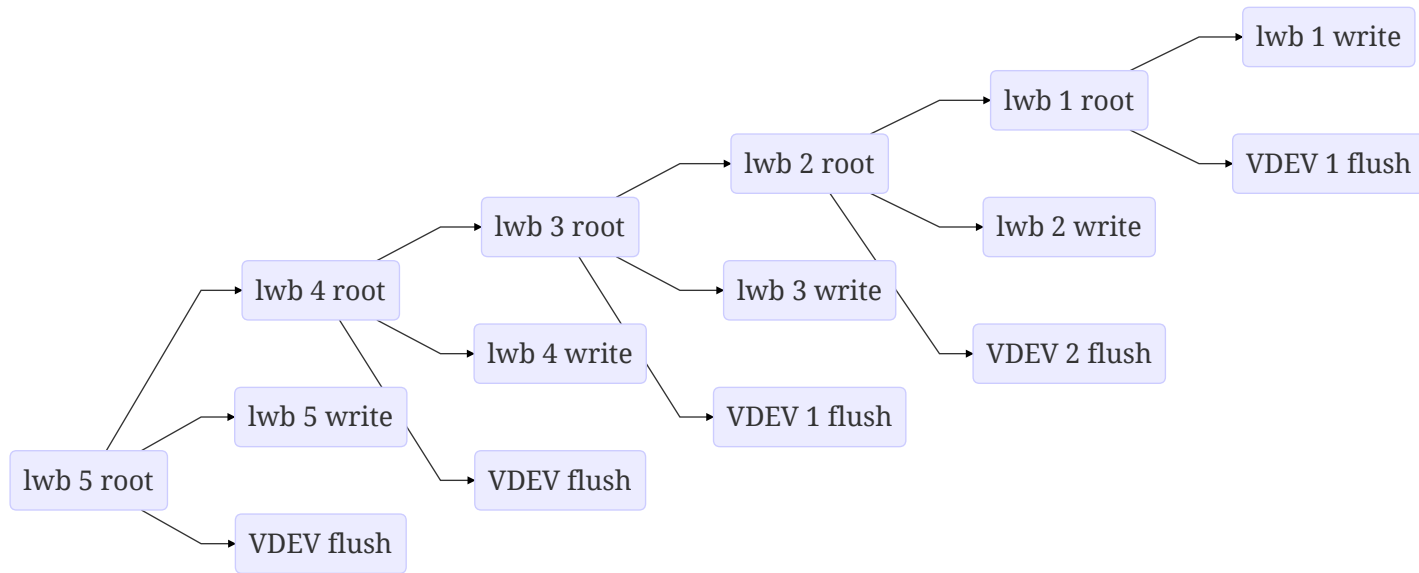 lwb 1 write
lwb 1 root
lwb 2 root
VDEV 1 flush
lwb 3 root
lwb 2 write
lwb 4 root
lwb 3 write
lwb 4 write
VDEV 2 flush
lwb 5 write
VDEV 1 flush
lwb 5 root
VDEV flush
VDEV flush